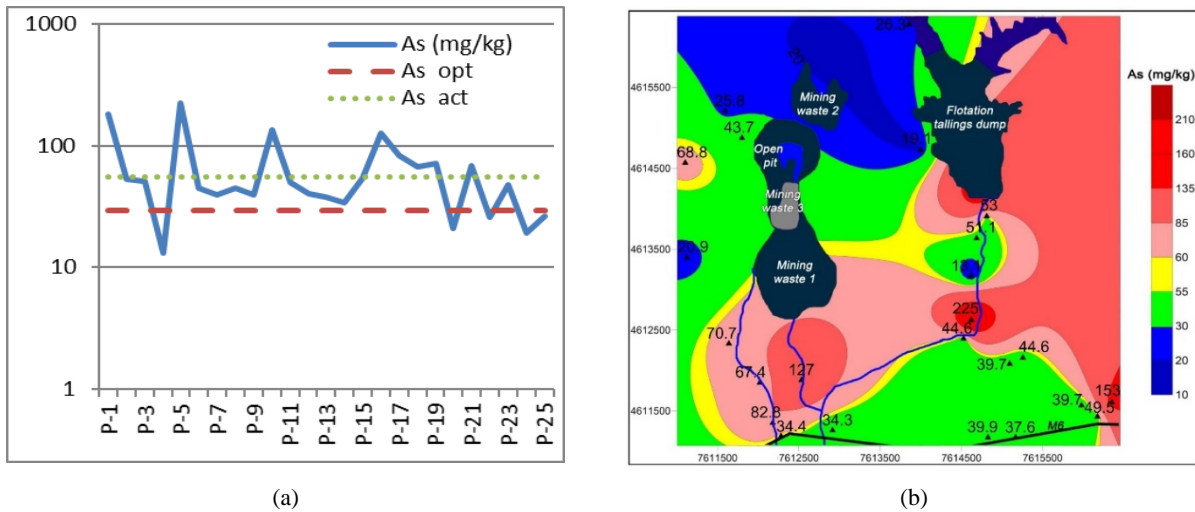 1000
100
10
1
As (mg/kg)
As opt
As act
P-1
P-3
P-5
P-7
P-9
P-11
P-13
P-15
P-17
P-19
P-21
P-23
P-25
(a)
26.3
20
4615500
4614500
4613500
4612500
4611500
25.8
43.7
68.8
Mining
waste 2
Flotation
tallings dump
19.1
Open
pit
Mining
waste 3
53
51.1
Mining
waste 1
225
44.6
44.6
39.7
70.7
67.4
127
82.8
34.4
34.3
39.7
153
49.5
39.9
37.6
M6
7611500
7612500
7613500
7614500
7615500
As (mg/kg)
210
160
135
85
60
55
30
20
10
(b)